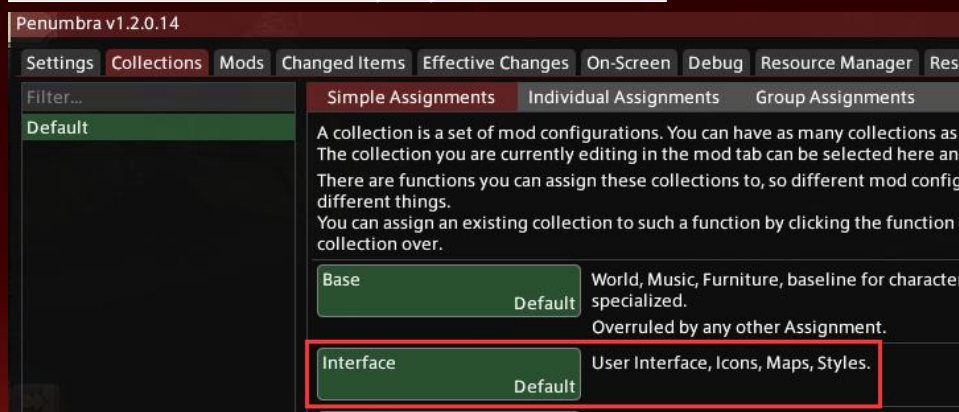 Penumbra v1.2.0.14
Settings Collections Mods Changed Items Effective Changes On-Screen Debug Resource Manager Res
Filter...
Default
Simple Assignments Individual Assignments Group Assignments
A collection is a set of mod configurations. You can have as many collections as
The collection you are currently editing in the mod tab can be selected here an
There are functions you can assign these collections to, so different mod config
different things.
You can assign an existing collection to such a function by clicking the function
collection over.
Base
Default
World, Music, Furniture, baseline for character
specialized.
Overruled by any other Assignment.
Interface
Default
User Interface, Icons, Maps, Styles.